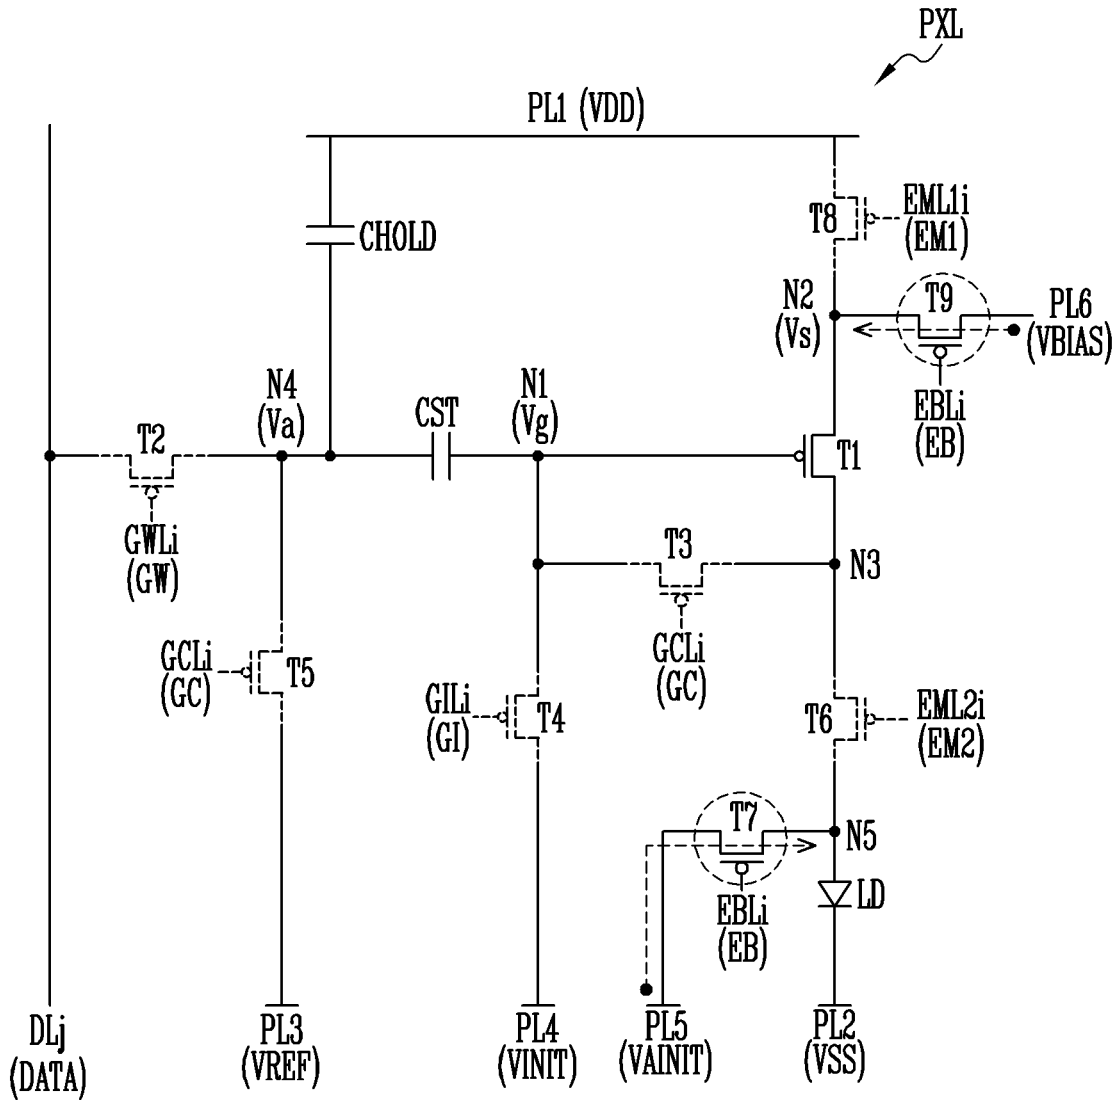 PXL
PL1 (VDD)
T8
EML1i
(EM1)
CHOLD
N2
(Vs)
T9
PL6
(VBIAS)
EBLi
(EB)
N4
(Va)
CST
N1
(Vg)
T2
T1
GWLi
(GW)
T3
N3
GCLi
(GC)
GCLi
(GC)
T5
GILi
(GI)
T4
T6
EML2i
(EM2)
T7
N5
EBLi
(EB)
LD
DLj
(DATA)
PL3
(VREF)
PL4
(VINIT)
PL5
(VAINIT)
PL2
(VSS)